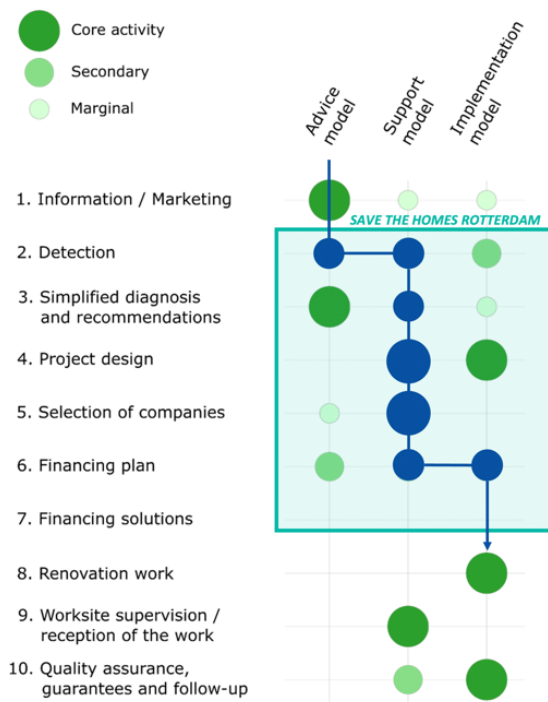 Core activity
Secondary
Marginal
Advice
model
Support
model
Implementation
model
1. Information / Marketing
SAVE THE HOMES ROTTERDAM
2. Detection
3. Simplified diagnosis
and recommendations
4. Project design
5. Selection of companies
6. Financing plan
7. Financing solutions
8. Renovation work
9. Worksite supervision /
reception of the work
10. Quality assurance,
guarantees and follow-up